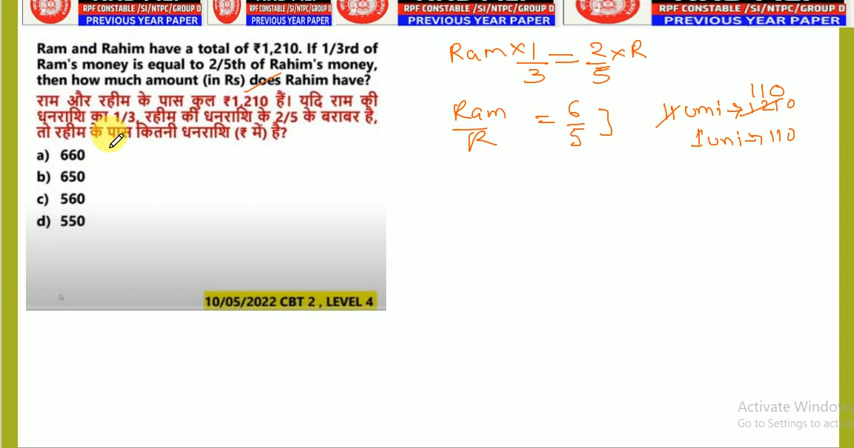 RPF CONSTABLE /SI/NTPC/GROUP D
PREVIOUS YEAR PAPER
RPF CONSTABLE /SI/NTPC/GROUP D
PREVIOUS YEAR PAPER
RPF CONSTABLE /SI/NTPC/GROUP D
PREVIOUS YEAR PAPER
RPF CONSTABLE /SI/NTPC/GROUP D
PREVIOUS YEAR PAPER
Ram and Rahim have a total of ₹1,210. If 1/3rd of
Ram's money is equal to 2/5th of Rahim's money,
then how much amount (in Rs) does Rahim have?
राम और रहीम के पास कुल ₹1,210 हैं। यदि राम की
धनराशि का 1/3, रहीम की धनराशि के 2/5 के बराबर है,
तो रहीम के पास कितनी धनराशि (₹ में) है?
a) 660
b) 650
c) 560
d) 550
10/05/2022 CBT 2 , LEVEL 4
Ram × 1/3 = 2/5 × R
Ram/R = 6/5 ]
110
11 uni → 1210
1 uni → 110
Activate Window
Go to Settings to acti